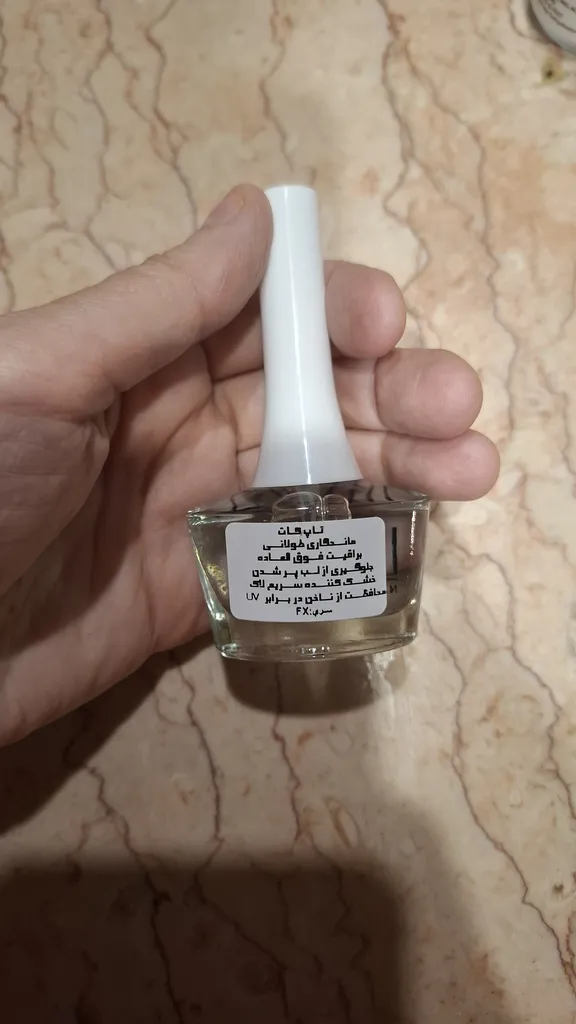 تاپ کات
ماندگاری طولانی
براقیت فوق العاده
جلوگیری از لب پر شدن
خشک کننده سریع لاک
محافظت از ناخن در برابر UV
سری:FX